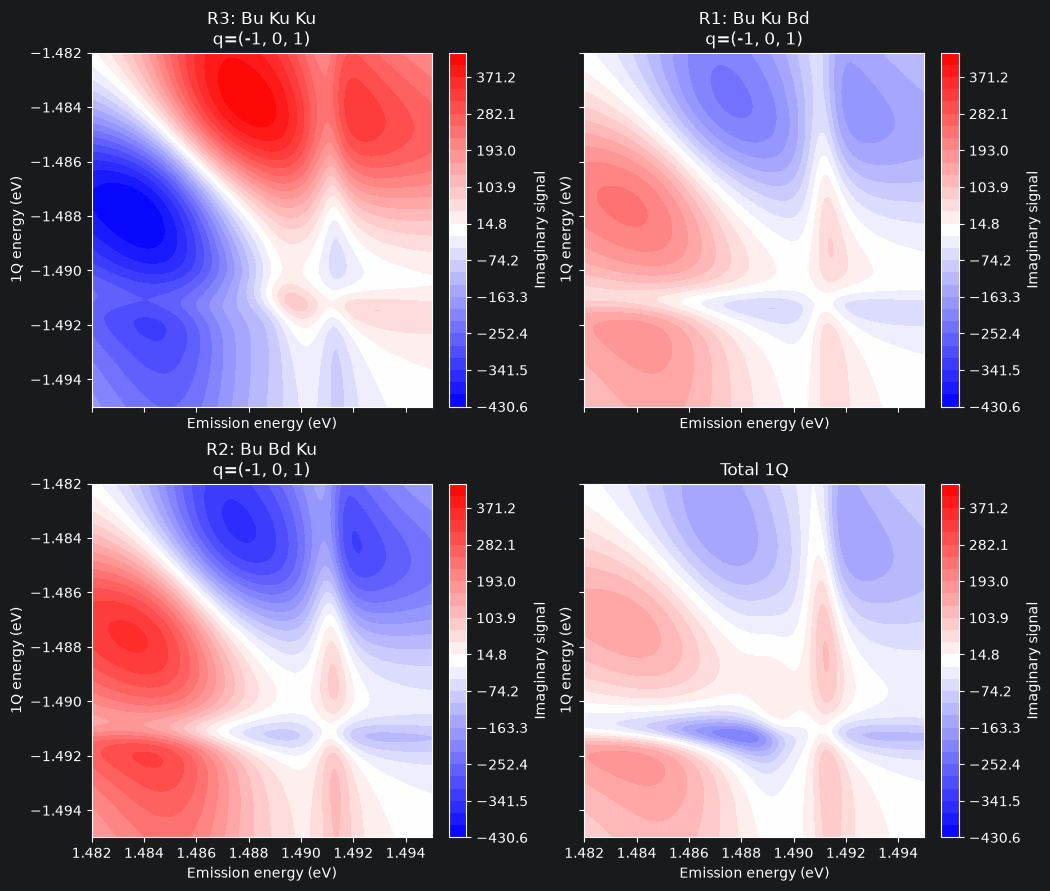 R3: Bu Ku Ku
q=(-1, 0, 1)
−1.482
−1.484
−1.486
−1.488
−1.490
−1.492
−1.494
1Q energy (eV)
Emission energy (eV)
371.2
282.1
193.0
103.9
14.8
−74.2
−163.3
−252.4
−341.5
−430.6
Imaginary signal
R1: Bu Ku Bd
q=(-1, 0, 1)
1Q energy (eV)
Emission energy (eV)
371.2
282.1
193.0
103.9
14.8
−74.2
−163.3
−252.4
−341.5
−430.6
Imaginary signal
R2: Bu Bd Ku
q=(-1, 0, 1)
−1.482
−1.484
−1.486
−1.488
−1.490
−1.492
−1.494
1Q energy (eV)
1.482 1.484 1.486 1.488 1.490 1.492 1.494
Emission energy (eV)
371.2
282.1
193.0
103.9
14.8
−74.2
−163.3
−252.4
−341.5
−430.6
Imaginary signal
Total 1Q
1Q energy (eV)
1.482 1.484 1.486 1.488 1.490 1.492 1.494
Emission energy (eV)
371.2
282.1
193.0
103.9
14.8
−74.2
−163.3
−252.4
−341.5
−430.6
Imaginary signal